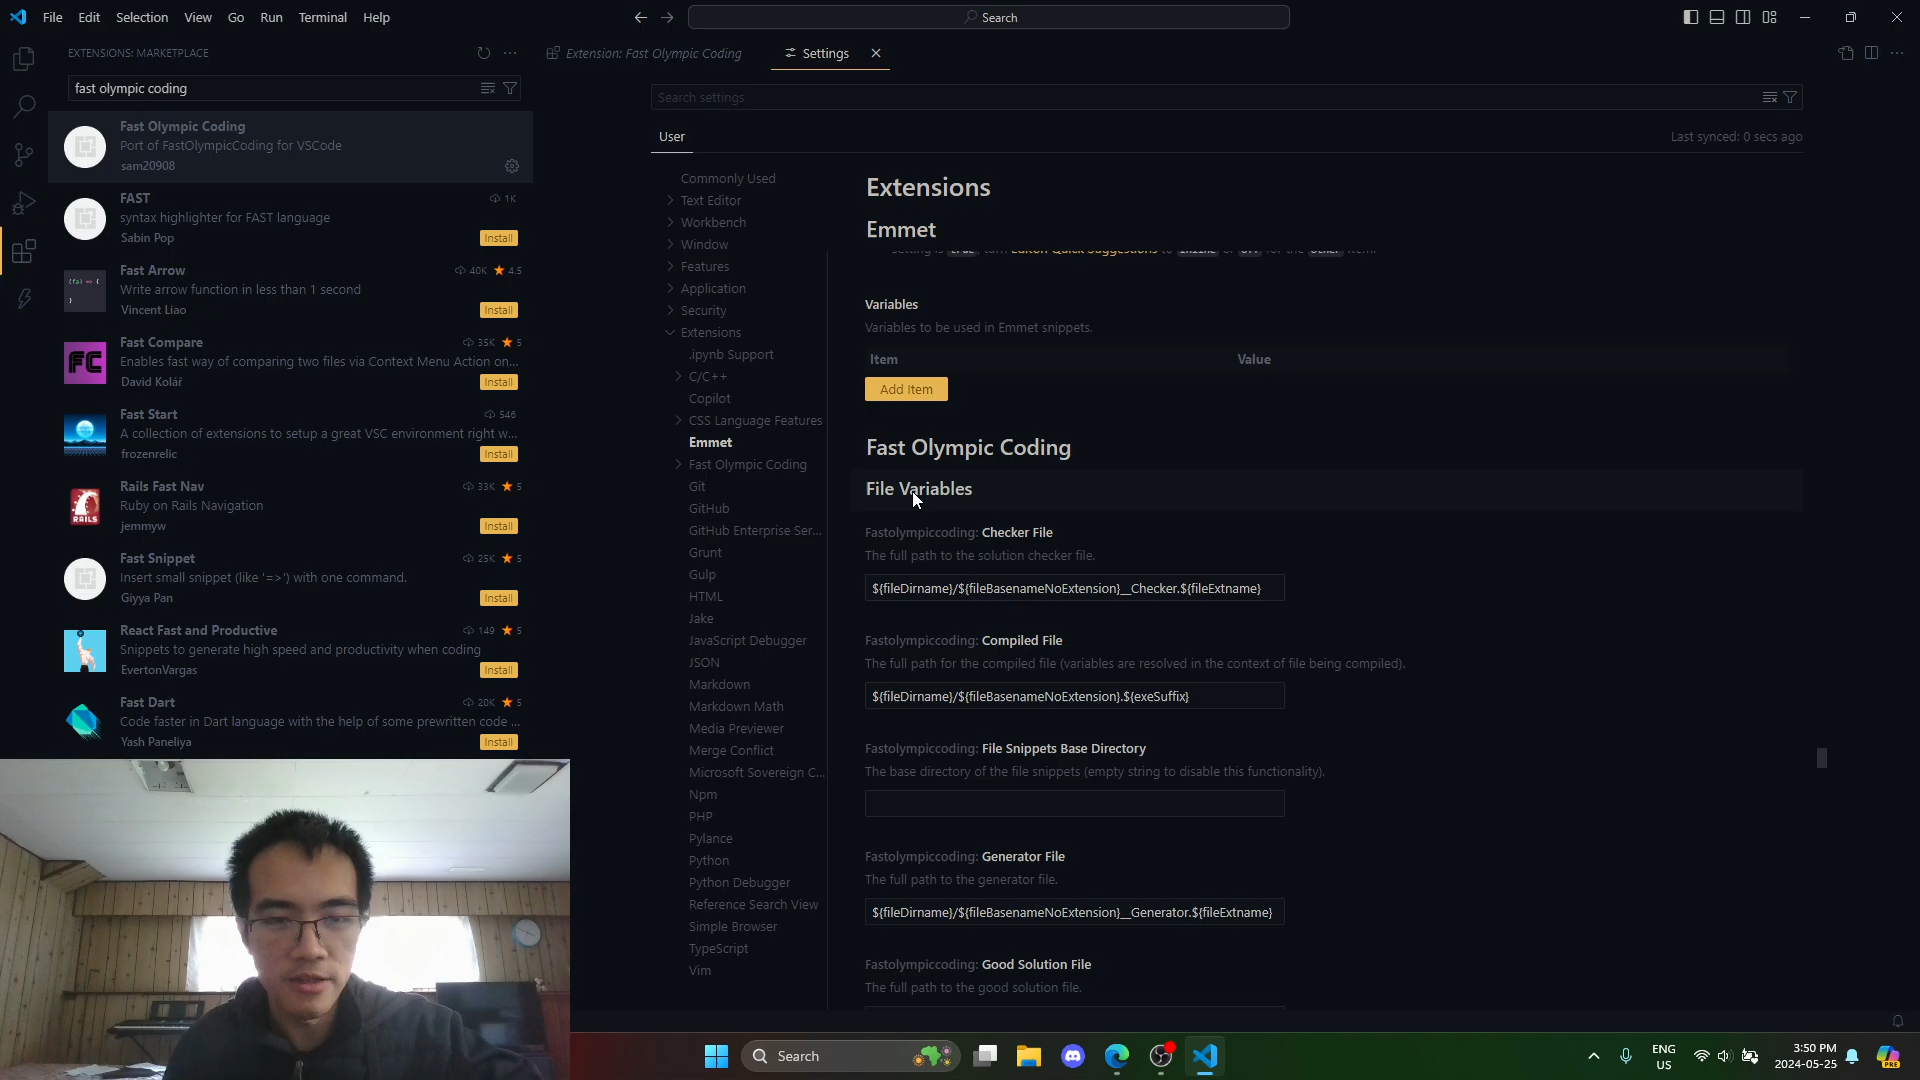 File Edit Selection View Go Run Terminal Help
Search
EXTENSIONS: MARKETPLACE
fast olympic coding
Fast Olympic Coding
Port of FastOlympicCoding for VSCode
sam20908
FAST
1K
syntax highlighter for FAST language
Sabin Pop
Install
Fast Arrow
40K 4.5
Write arrow function in less than 1 second
Vincent Liao
Install
Fast Compare
35K 5
Enables fast way of comparing two files via Context Menu Action on...
David Kolář
Install
Fast Start
546
A collection of extensions to setup a great VSC environment right w...
frozenrelic
Install
Rails Fast Nav
33K 5
Ruby on Rails Navigation
jemmyw
Install
Fast Snippet
25K 5
Insert small snippet (like '=>') with one command.
Giyya Pan
Install
React Fast and Productive
149 5
Snippets to generate high speed and productivity when coding
EvertonVargas
Install
Fast Dart
20K 5
Code faster in Dart language with the help of some prewritten code ...
Yash Paneliya
Install
Extension: Fast Olympic Coding
Settings
Search settings
User
Last synced: 0 secs ago
Commonly Used
Text Editor
Workbench
Window
Features
Application
Security
Extensions
.ipynb Support
C/C++
Copilot
CSS Language Features
Emmet
Fast Olympic Coding
Git
GitHub
GitHub Enterprise Ser...
Grunt
Gulp
HTML
Jake
JavaScript Debugger
JSON
Markdown
Markdown Math
Media Previewer
Merge Conflict
Microsoft Sovereign C...
Npm
PHP
Pylance
Python
Python Debugger
Reference Search View
Simple Browser
TypeScript
Vim
Extensions
Emmet
Variables
Variables to be used in Emmet snippets.
Item Value
Add Item
Fast Olympic Coding
File Variables
Fastolympiccoding: Checker File
The full path to the solution checker file.
${fileDirname}/${fileBasenameNoExtension}__Checker.${fileExtname}
Fastolympiccoding: Compiled File
The full path for the compiled file (variables are resolved in the context of file being compiled).
${fileDirname}/${fileBasenameNoExtension}.${exeSuffix}
Fastolympiccoding: File Snippets Base Directory
The base directory of the file snippets (empty string to disable this functionality).
Fastolympiccoding: Generator File
The full path to the generator file.
${fileDirname}/${fileBasenameNoExtension}__Generator.${fileExtname}
Fastolympiccoding: Good Solution File
The full path to the good solution file.
Search
ENG
US
3:50 PM
2024-05-25